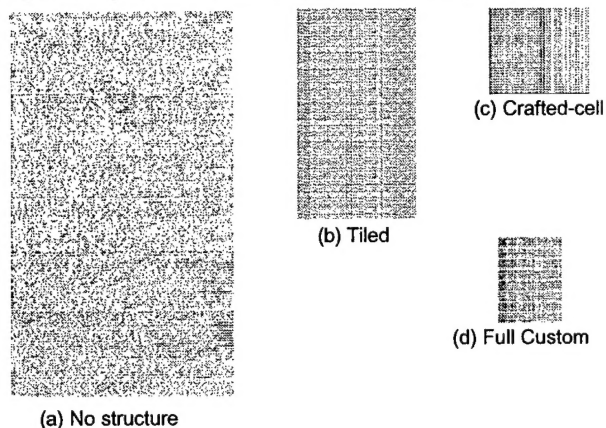 (c) Crafted-cell
(b) Tiled
(d) Full Custom
(a) No structure